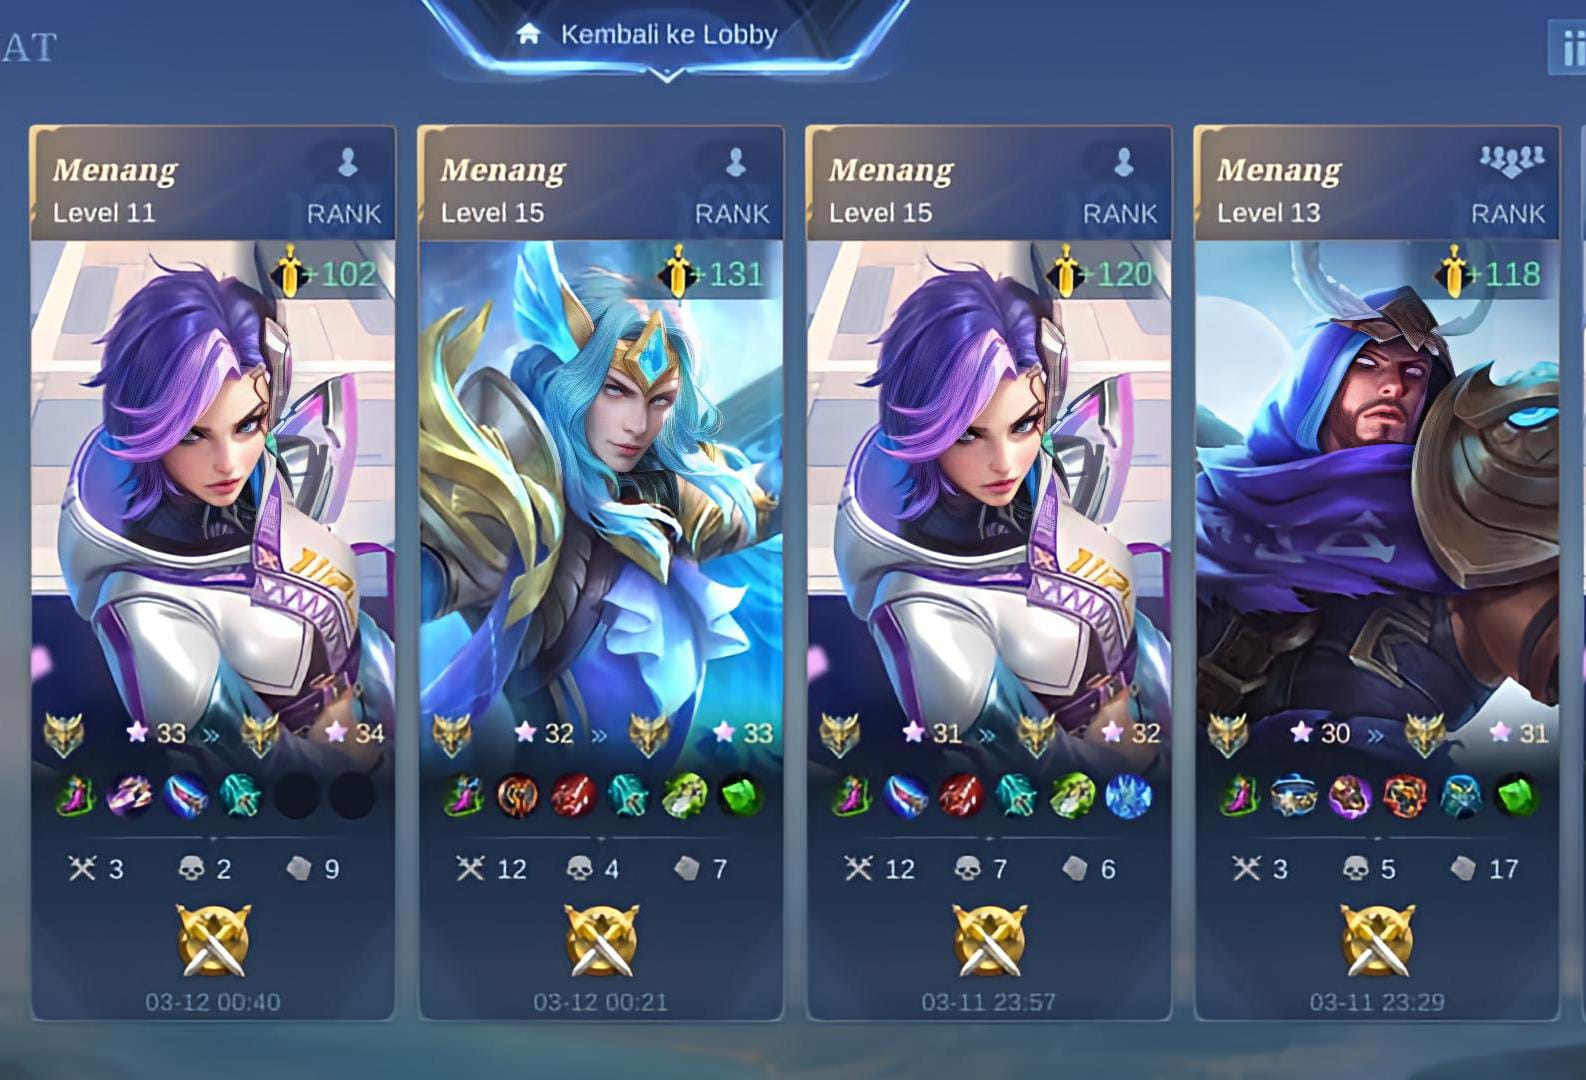 AT
Kembali ke Lobby
Menang
Level 11
RANK
+102
33 » 34
3 2 9
03-12 00:40
Menang
Level 15
RANK
+131
32 » 33
12 4 7
03-12 00:21
Menang
Level 15
RANK
+120
31 » 32
12 7 6
03-11 23:57
Menang
Level 13
RANK
+118
30 » 31
3 5 17
03-11 23:29